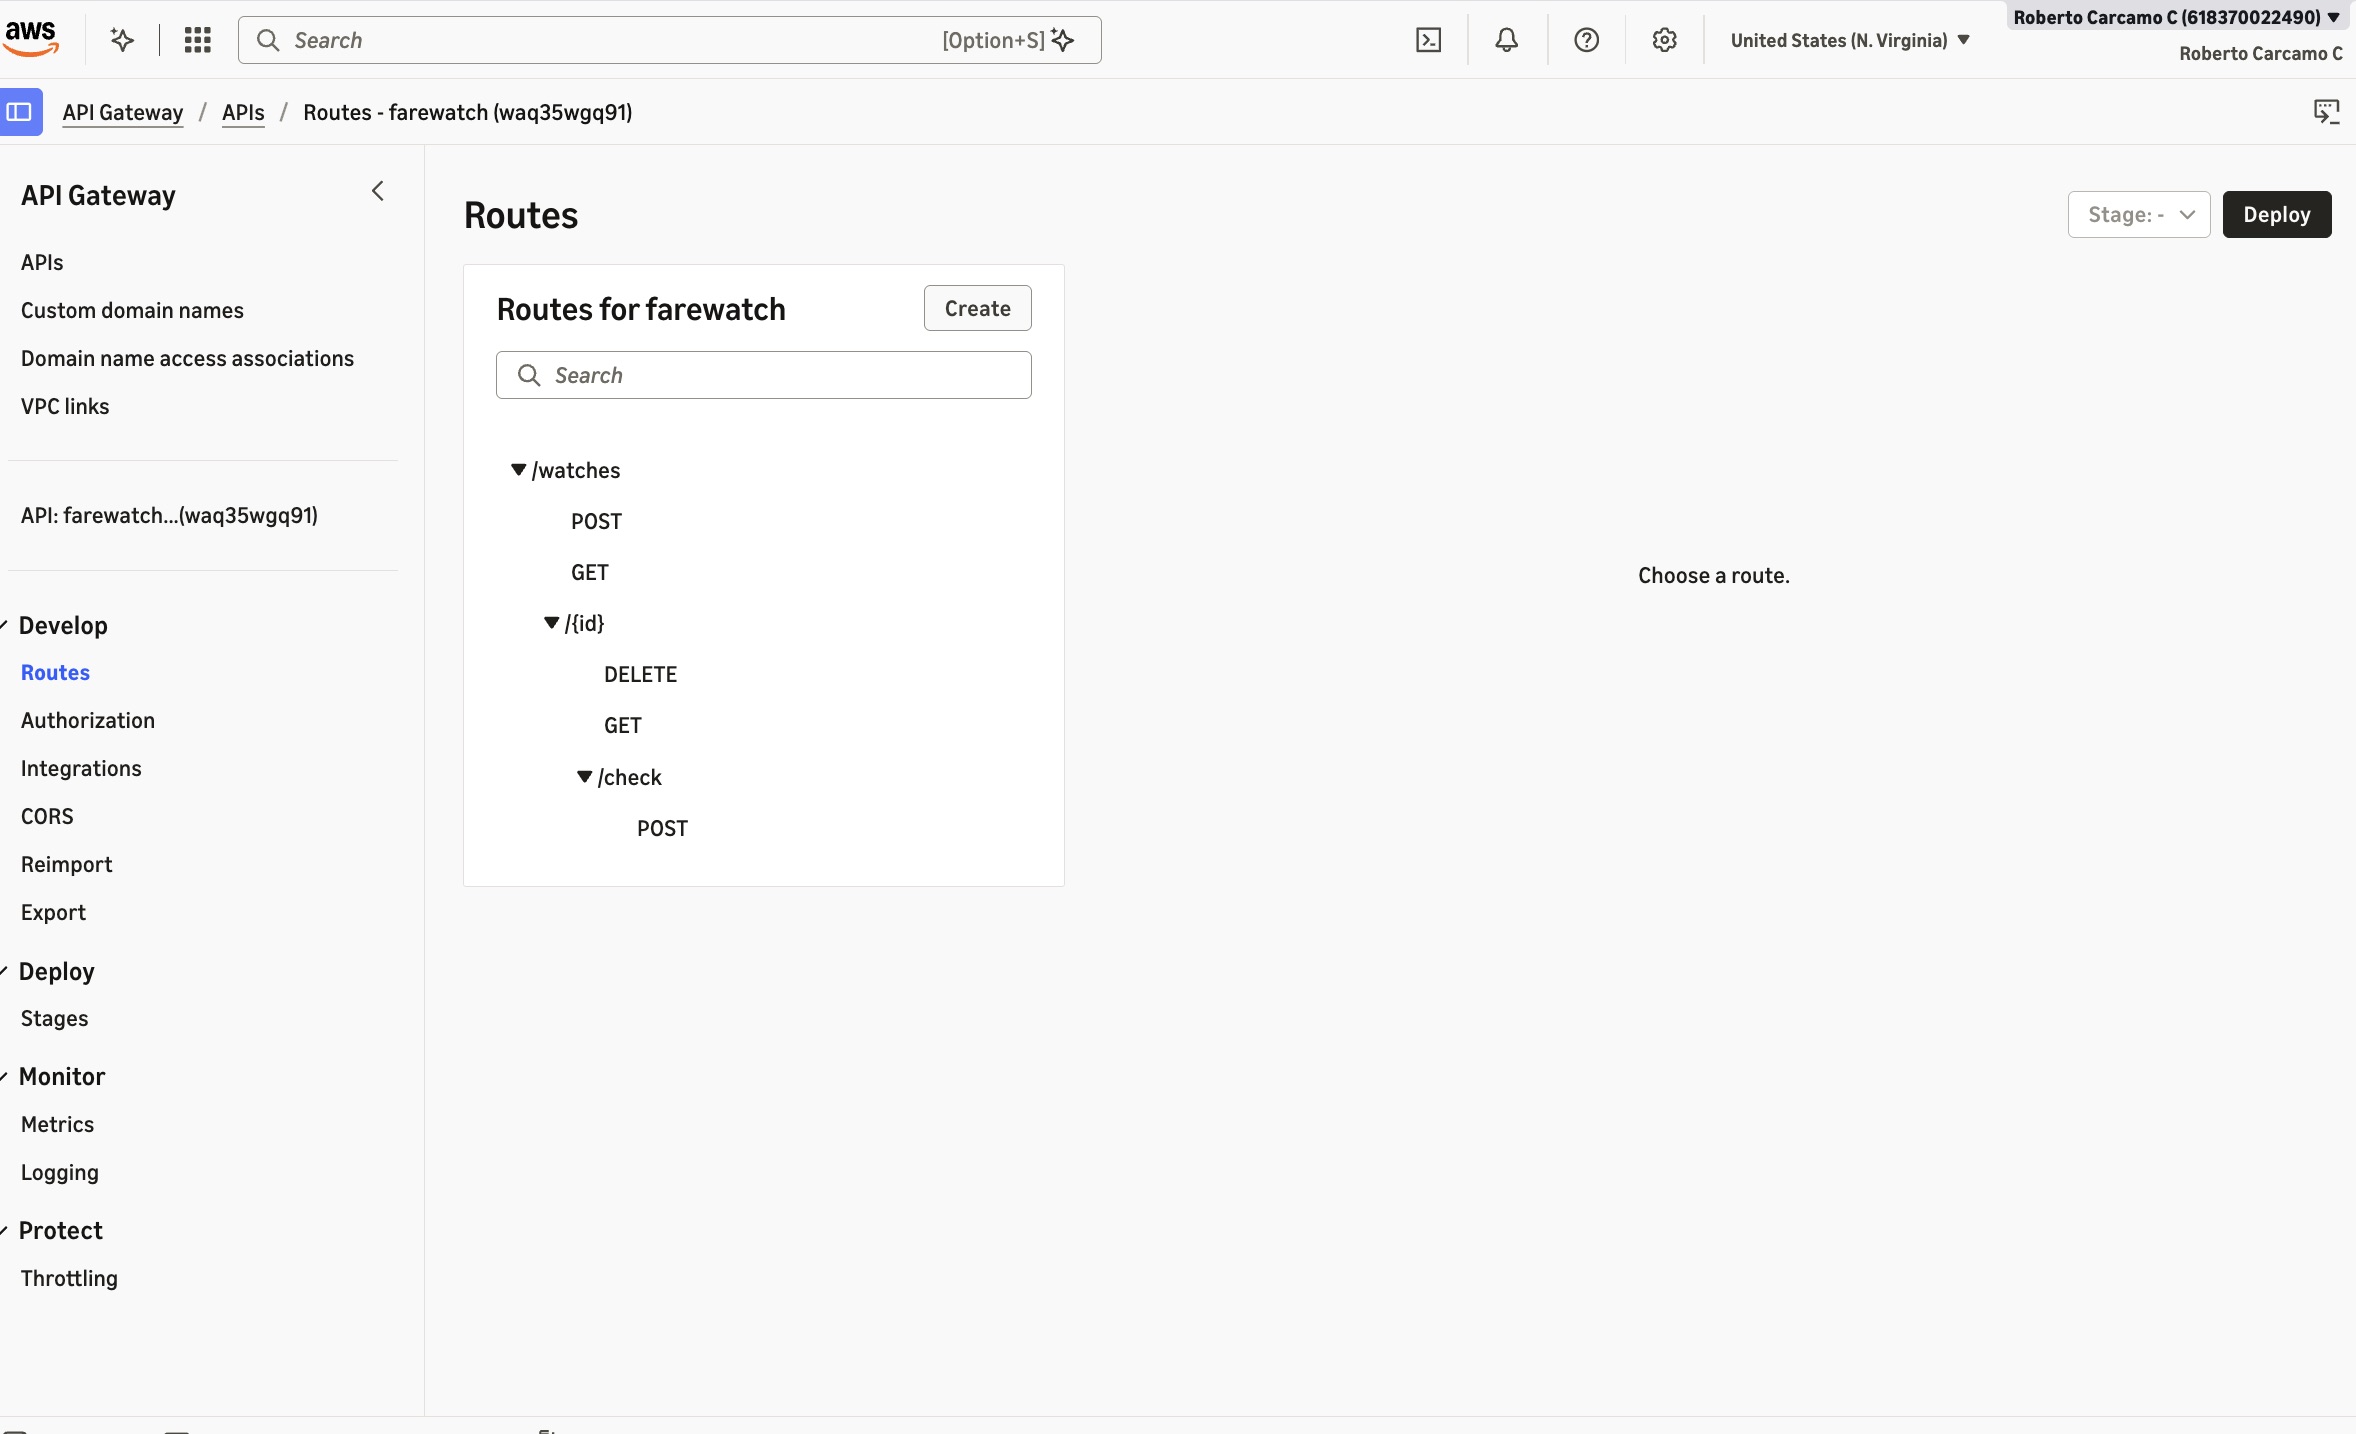 aws
Search [Option+S]
United States (N. Virginia)
Roberto Carcamo C (618370022490)
Roberto Carcamo C
API Gateway / APIs / Routes - farewatch (waq35wgq91)
API Gateway
APIs
Custom domain names
Domain name access associations
VPC links
API: farewatch...(waq35wgq91)
Develop
Routes
Authorization
Integrations
CORS
Reimport
Export
Deploy
Stages
Monitor
Metrics
Logging
Protect
Throttling
Routes
Stage: -
Deploy
Routes for farewatch
Create
Search
/watches
POST
GET
/{id}
DELETE
GET
/check
POST
Choose a route.